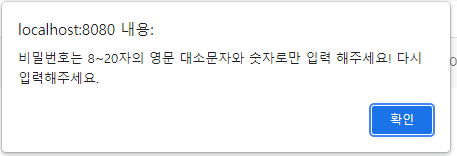 localhost:8080 내용:
비밀번호는 8~20자의 영문 대소문자와 숫자로만 입력 해주세요! 다시
입력해주세요.
확인